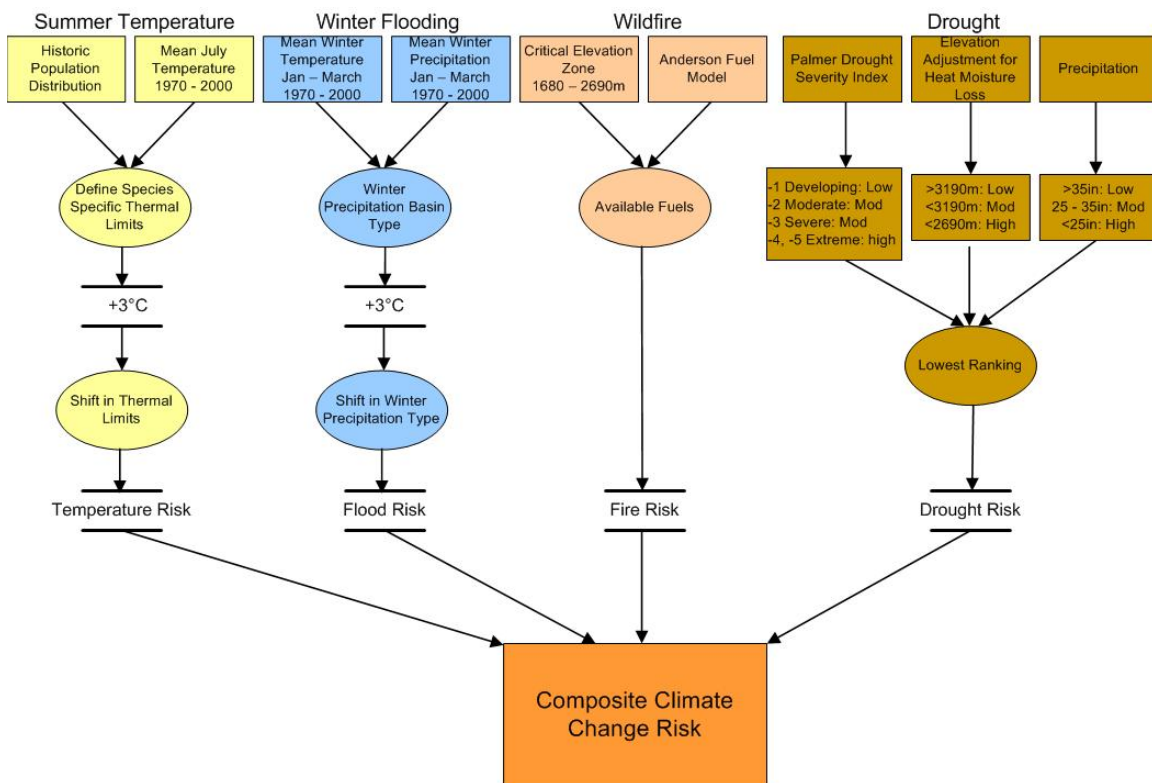 Summer Temperature
Winter Flooding
Wildfire
Drought
Historic
Population
Distribution
Mean July
Temperature
1970 - 2000
Mean Winter
Temperature
Jan – March
1970 - 2000
Mean Winter
Precipitation
Jan – March
1970 - 2000
Critical Elevation
Zone
1680 – 2690m
Anderson Fuel
Model
Palmer Drought
Severity Index
Elevation
Adjustment for
Heat Moisture
Loss
Precipitation
Define Species
Specific Thermal
Limits
Winter
Precipitation Basin
Type
Available Fuels
-1 Developing: Low
-2 Moderate: Mod
-3 Severe: Mod
-4, -5 Extreme: high
>3190m: Low
<3190m: Mod
<2690m: High
>35in: Low
25 - 35in: Mod
<25in: High
+3°C
+3°C
Lowest Ranking
Shift in Thermal
Limits
Shift in Winter
Precipitation Type
Temperature Risk
Flood Risk
Fire Risk
Drought Risk
Composite Climate
Change Risk